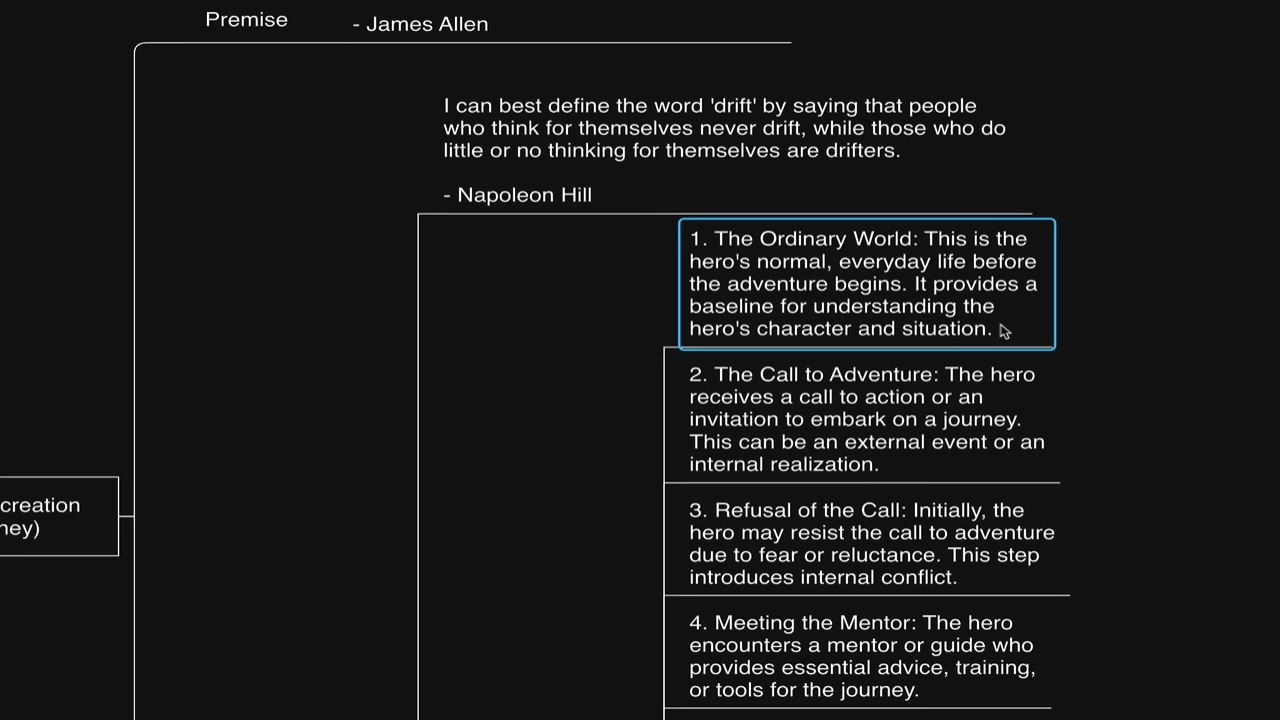 Premise
- James Allen
I can best define the word 'drift' by saying that people
who think for themselves never drift, while those who do
little or no thinking for themselves are drifters.
- Napoleon Hill
1. The Ordinary World: This is the
hero's normal, everyday life before
the adventure begins. It provides a
baseline for understanding the
hero's character and situation.
2. The Call to Adventure: The hero
receives a call to action or an
invitation to embark on a journey.
This can be an external event or an
internal realization.
3. Refusal of the Call: Initially, the
hero may resist the call to adventure
due to fear or reluctance. This step
introduces internal conflict.
creation
ney)
4. Meeting the Mentor: The hero
encounters a mentor or guide who
provides essential advice, training,
or tools for the journey.